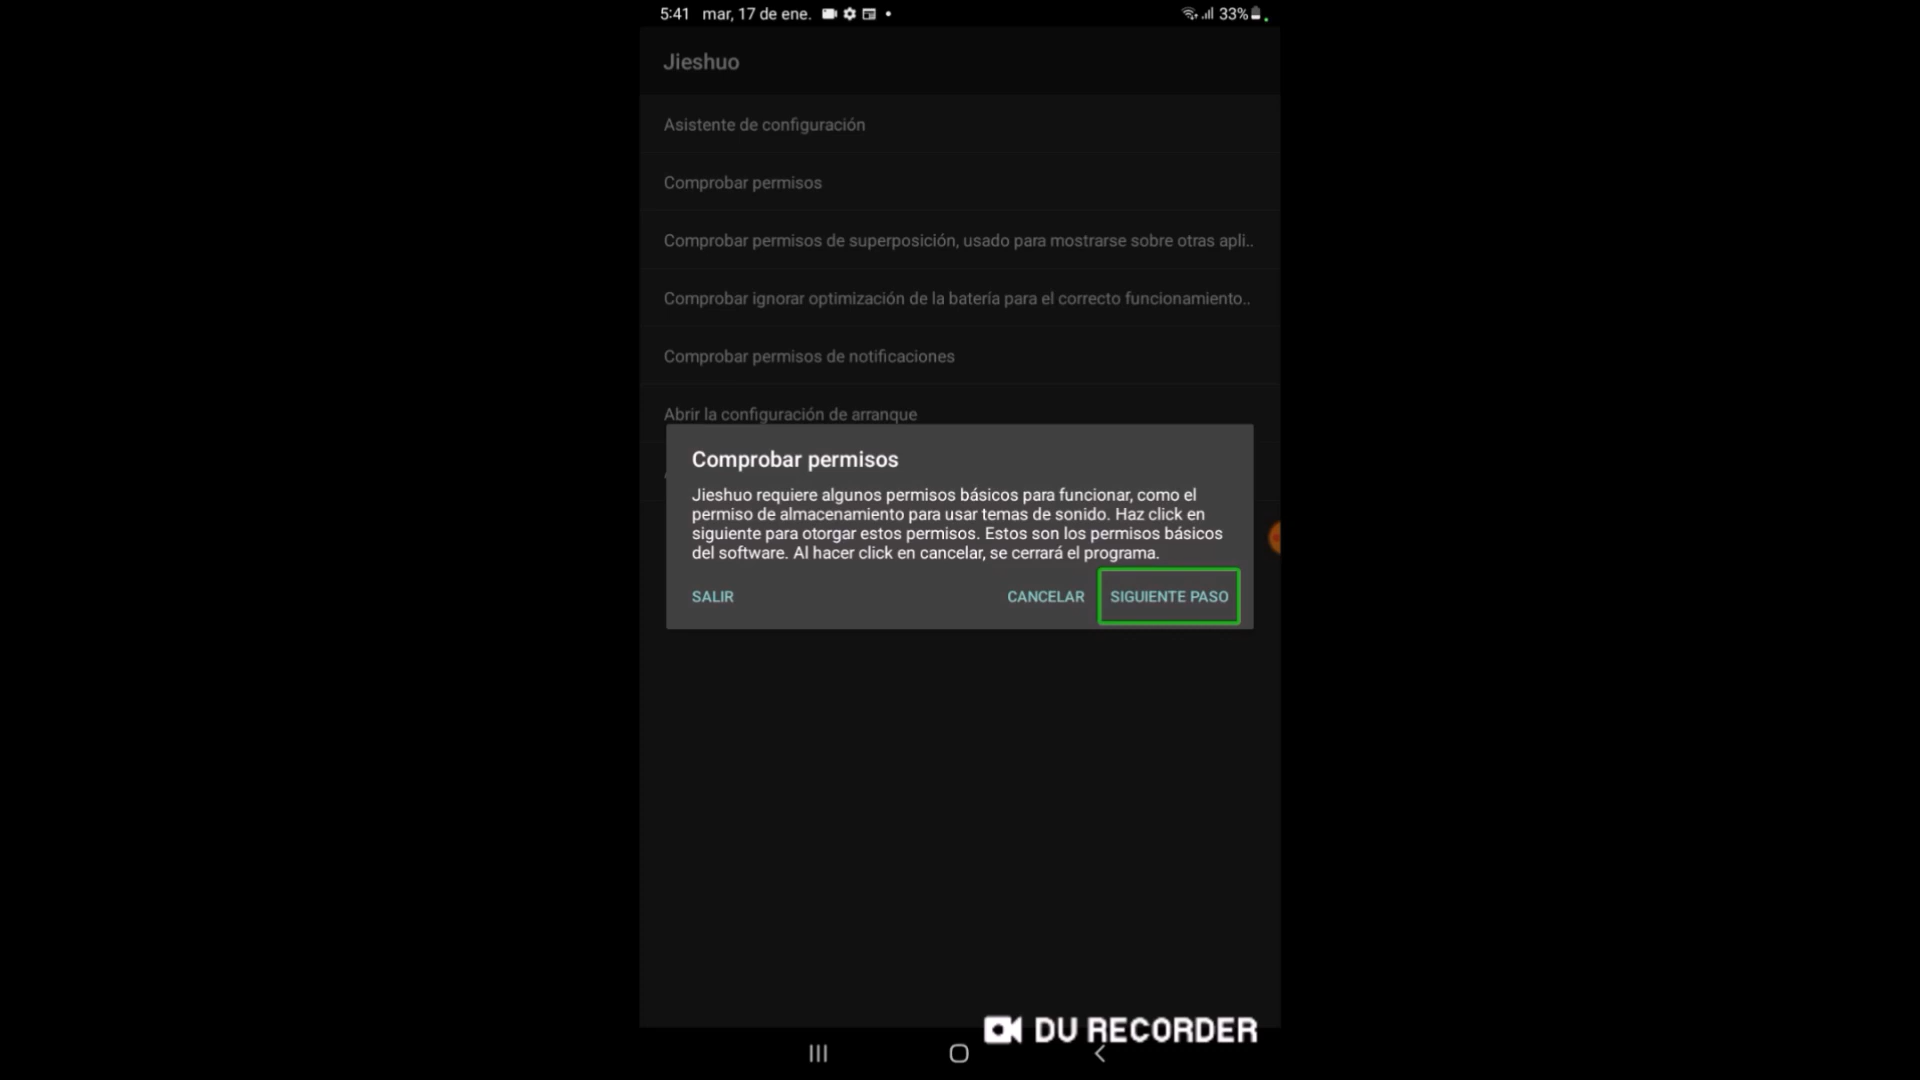 5:41 mar, 17 de ene. 33%
Jieshuo
Asistente de configuración
Comprobar permisos
Comprobar permisos de superposición, usado para mostrarse sobre otras apli..
Comprobar ignorar optimización de la batería para el correcto funcionamiento..
Comprobar permisos de notificaciones
Abrir la configuración de arranque
Comprobar permisos
Jieshuo requiere algunos permisos básicos para funcionar, como el
permiso de almacenamiento para usar temas de sonido. Haz click en
siguiente para otorgar estos permisos. Estos son los permisos básicos
del software. Al hacer click en cancelar, se cerrará el programa.
SALIR CANCELAR SIGUIENTE PASO
DU RECORDER